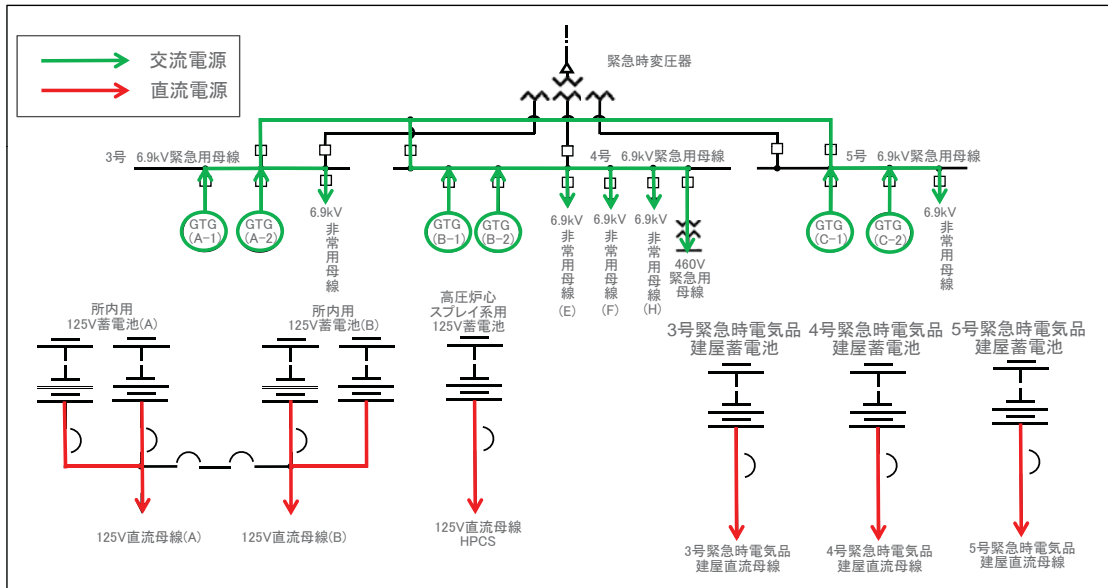 交流電源
直流電源
緊急時変圧器
3号 6.9kV緊急用母線
4号 6.9kV緊急用母線
5号 6.9kV緊急用母線
GTG
(A-1)
GTG
(A-2)
6.9kV
非常用母線
GTG
(B-1)
GTG
(B-2)
6.9kV
非常用母線
(E)
6.9kV
非常用母線
(F)
6.9kV
非常用母線
(H)
460V
緊急用
母線
GTG
(C-1)
GTG
(C-2)
6.9kV
非常用母線
所内用
125V蓄電池(A)
所内用
125V蓄電池(B)
高圧炉心
スプレイ系用
125V蓄電池
3号緊急時電気品
建屋蓄電池
4号緊急時電気品
建屋蓄電池
5号緊急時電気品
建屋蓄電池
125V直流母線(A)
125V直流母線(B)
125V直流母線
HPCS
3号緊急時電気品
建屋直流母線
4号緊急時電気品
建屋直流母線
5号緊急時電気品
建屋直流母線